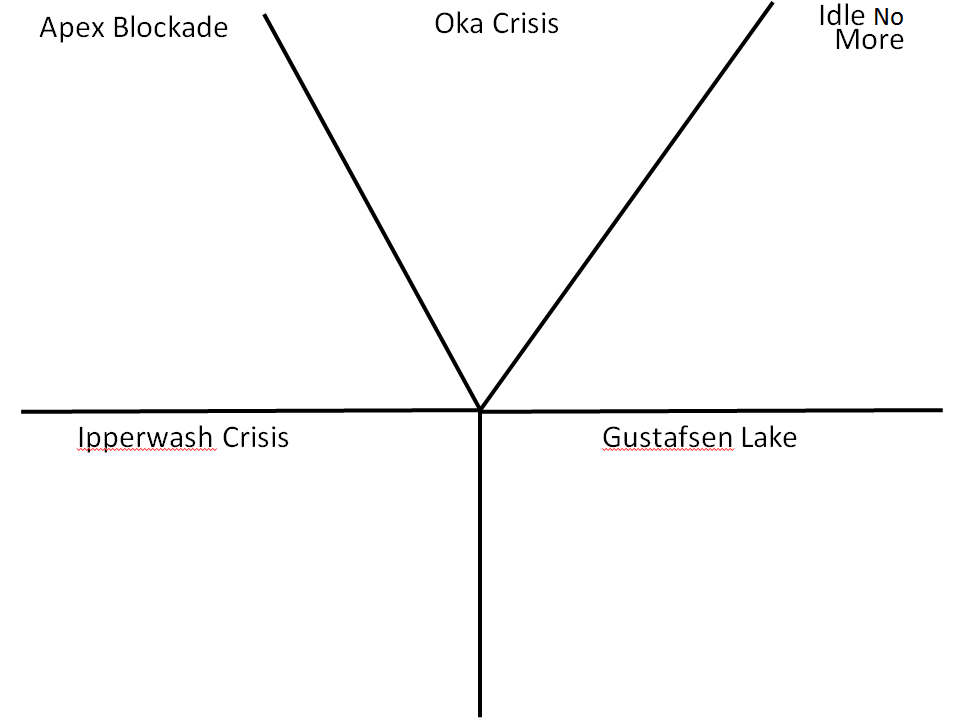 Apex Blockade
Oka Crisis
Idle No
More
Ipperwash Crisis
Gustafsen Lake